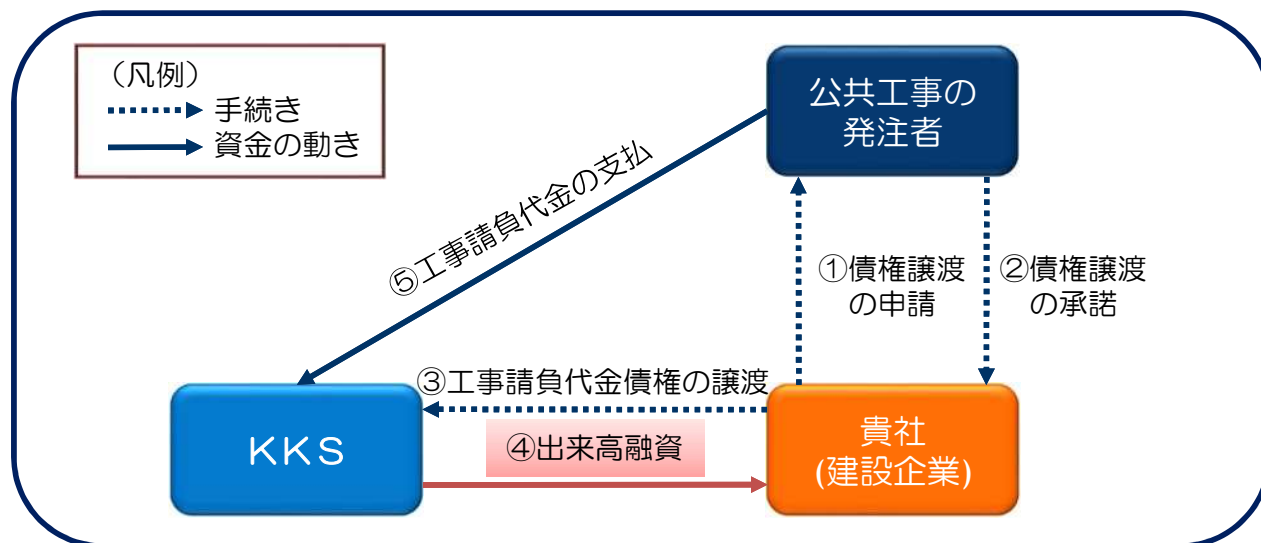 （凡例）
手続き
資金の動き
公共工事の
発注者
⑤工事請負代金の支払
①債権譲渡
の申請
②債権譲渡
の承諾
③工事請負代金債権の譲渡
ＫＫＳ
④出来高融資
貴社
(建設企業)